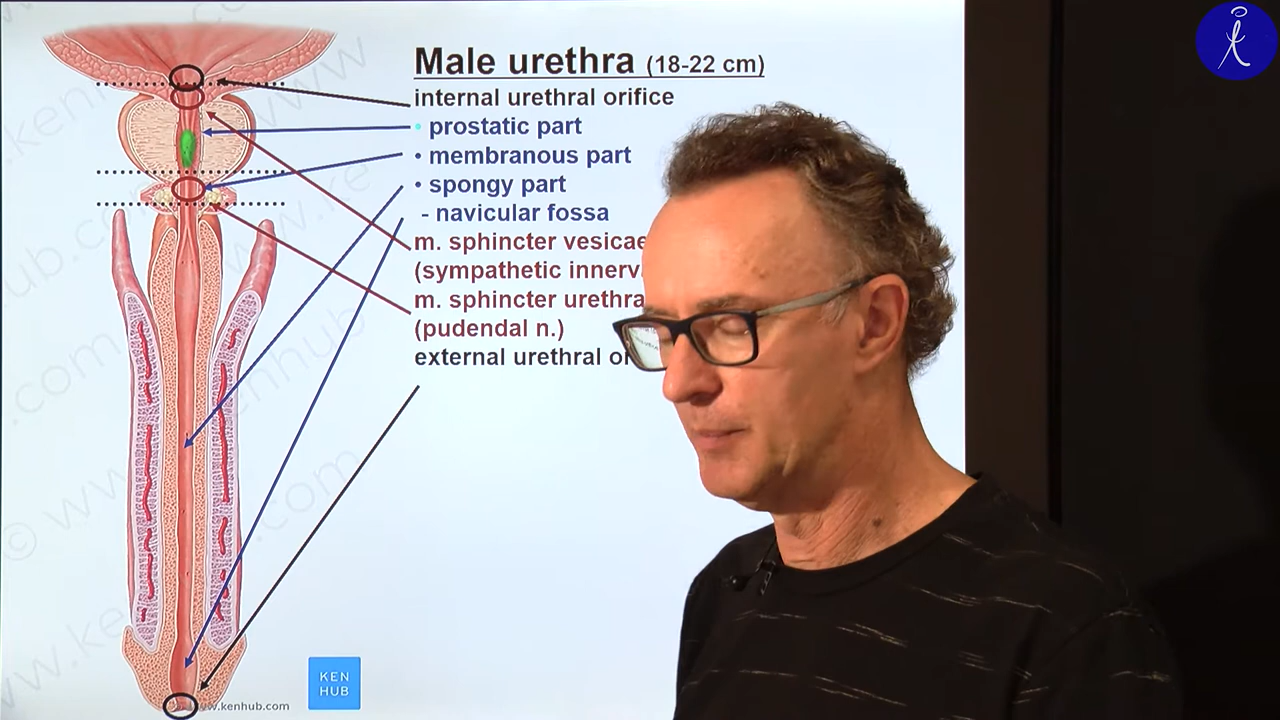 Male urethra (18-22 cm)
internal urethral orifice
• prostatic part
• membranous part
• spongy part
- navicular fossa
m. sphincter vesicae
(sympathetic innerv.
m. sphincter urethra
(pudendal n.)
external urethral
KEN
HUB
www.kenhub.com